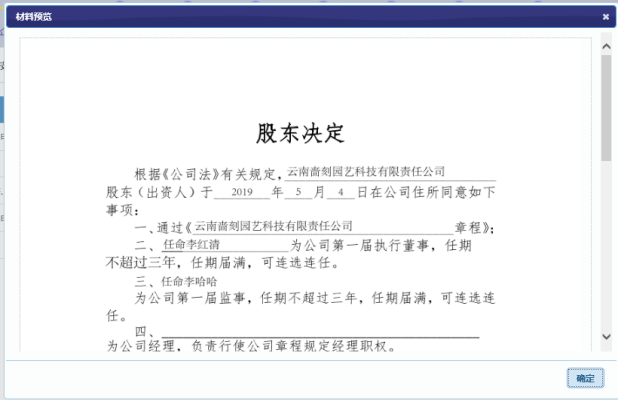 材料预览
股东决定
根据《公司法》有关规定,云南啬刻园艺科技有限责任公司
股东（出资人）于 2019 年 5 月 4 日在公司住所同意如下
事项：
一、通过《云南啬刻园艺科技有限责任公司 章程》；
二、任命李红清 为公司第一届执行董事，任期
不超过三年，任期届满，可连选连任。
三、任命李哈哈
为公司第一届监事，任期不超过三年，任期届满，可连选连
任。
四、
为公司经理，负责行使公司章程规定经理职权。
确定